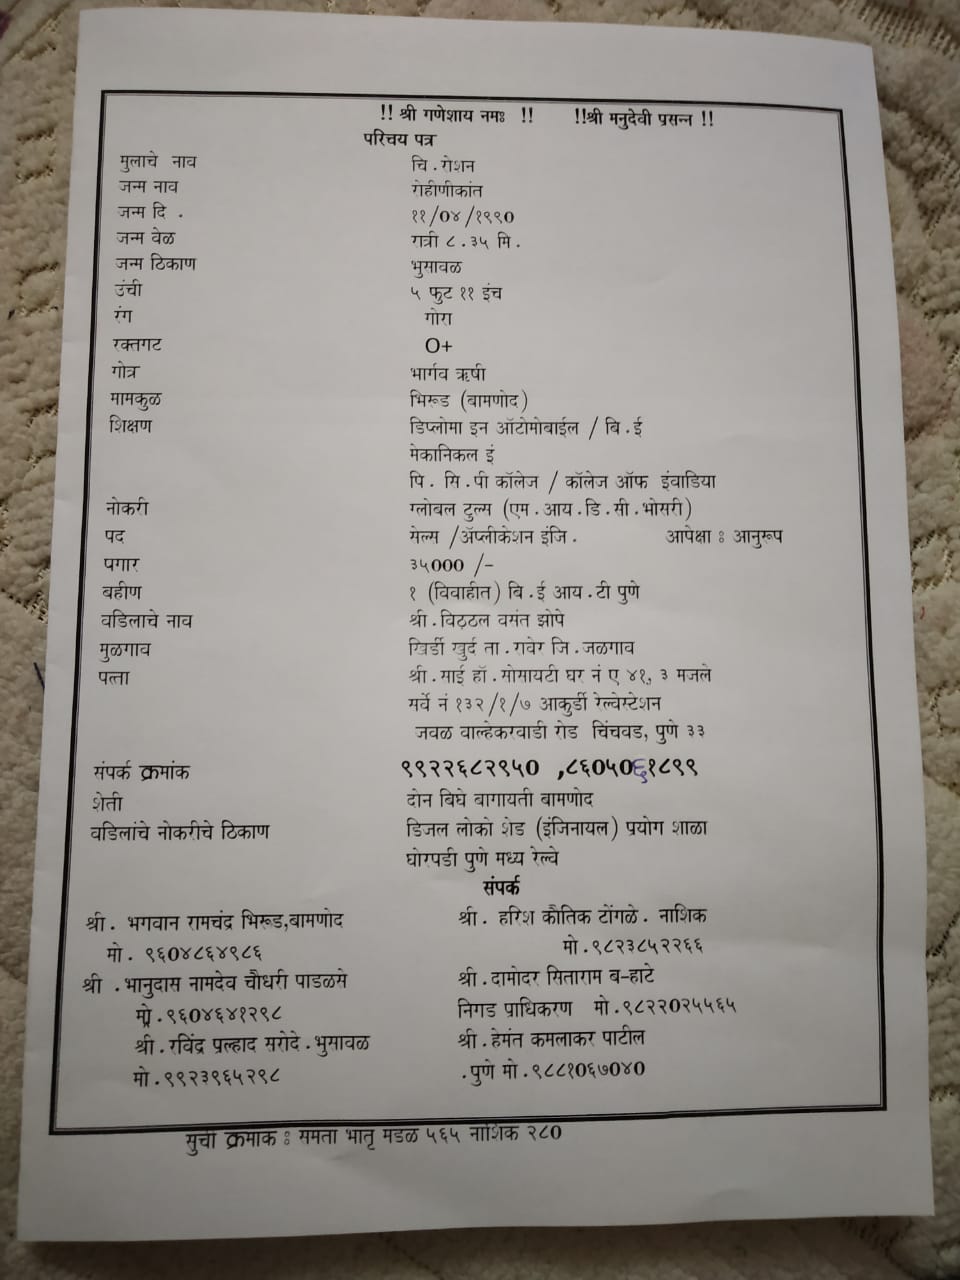 !! श्री गणेशाय नमः !! !!श्री मनुदेवी प्रसन्न !!
परिचय पत्र
मुलाचे नाव चि . रोशन
जन्म नाव रोहीणीकांत
जन्म दि . ११/०४/१९९०
जन्म वेळ रात्री ८ . ३५ मि .
जन्म ठिकाण भुसावळ
उंची ५ फुट ११ इंच
रंग गोरा
रक्तगट O+
गोत्र भार्गव ऋषी
मामकुळ भिरूड (बामणोद)
शिक्षण डिप्लोमा इन ऑटोमोबाईल / बि . ई
मेकानिकल इं
पि . सि . पी कॉलेज / कॉलेज ऑफ इंवाडिया
नोकरी ग्लोबल टुल्स (एम . आय . डि . सी . भोसरी)
पद सेल्स /ॲप्लीकेशन इंजि . आपेक्षा : आनुरूप
पगार ३५००० /-
बहीण १ (विवाहीत) बि . ई आय . टी पुणे
वडिलाचे नाव श्री . विठ्ठल वसंत झोपे
मुळगाव खिर्डी खुर्द ता . रावेर जि . जळगाव
पत्ता श्री . साई हॉ . सोसायटी घर नं ए ४१, ३ मजले
सर्वे नं १३२/१/७ आकुर्डी रेल्वेस्टेशन
जवळ वाल्हेकरवाडी रोड चिंचवड, पुणे ३३
संपर्क क्रमांक ९९२२६८२९५० ,८६०५०६१८९९
शेती दोन बिघे बागायती बामणोद
वडिलांचे नोकरीचे ठिकाण डिजल लोको शेड (इंजिनायल) प्रयोग शाळा
घोरपडी पुणे मध्य रेल्वे
संपर्क
श्री . भगवान रामचंद्र भिरूड,बामणोद श्री . हरिश कौतिक टोंगळे . नाशिक
मो . ९६०४८६४९८६ मो . ९८२३८५२२६६
श्री . भानुदास नामदेव चौधरी पाडळसे श्री . दामोदर सिताराम ब-हाटे
मो . ९६०४६४१२९८ निगड प्राधिकरण मो . ९८२२०२५५६५
श्री . रविंद्र प्रल्हाद सरोदे . भुसावळ श्री . हेमंत कमलाकर पाटील
मो . ९९२३९६५२९८ . पुणे मो . ९८८१०६७०४०
सुची क्रमाक : समता भातृ मडळ ५६५ नाशिक २८०